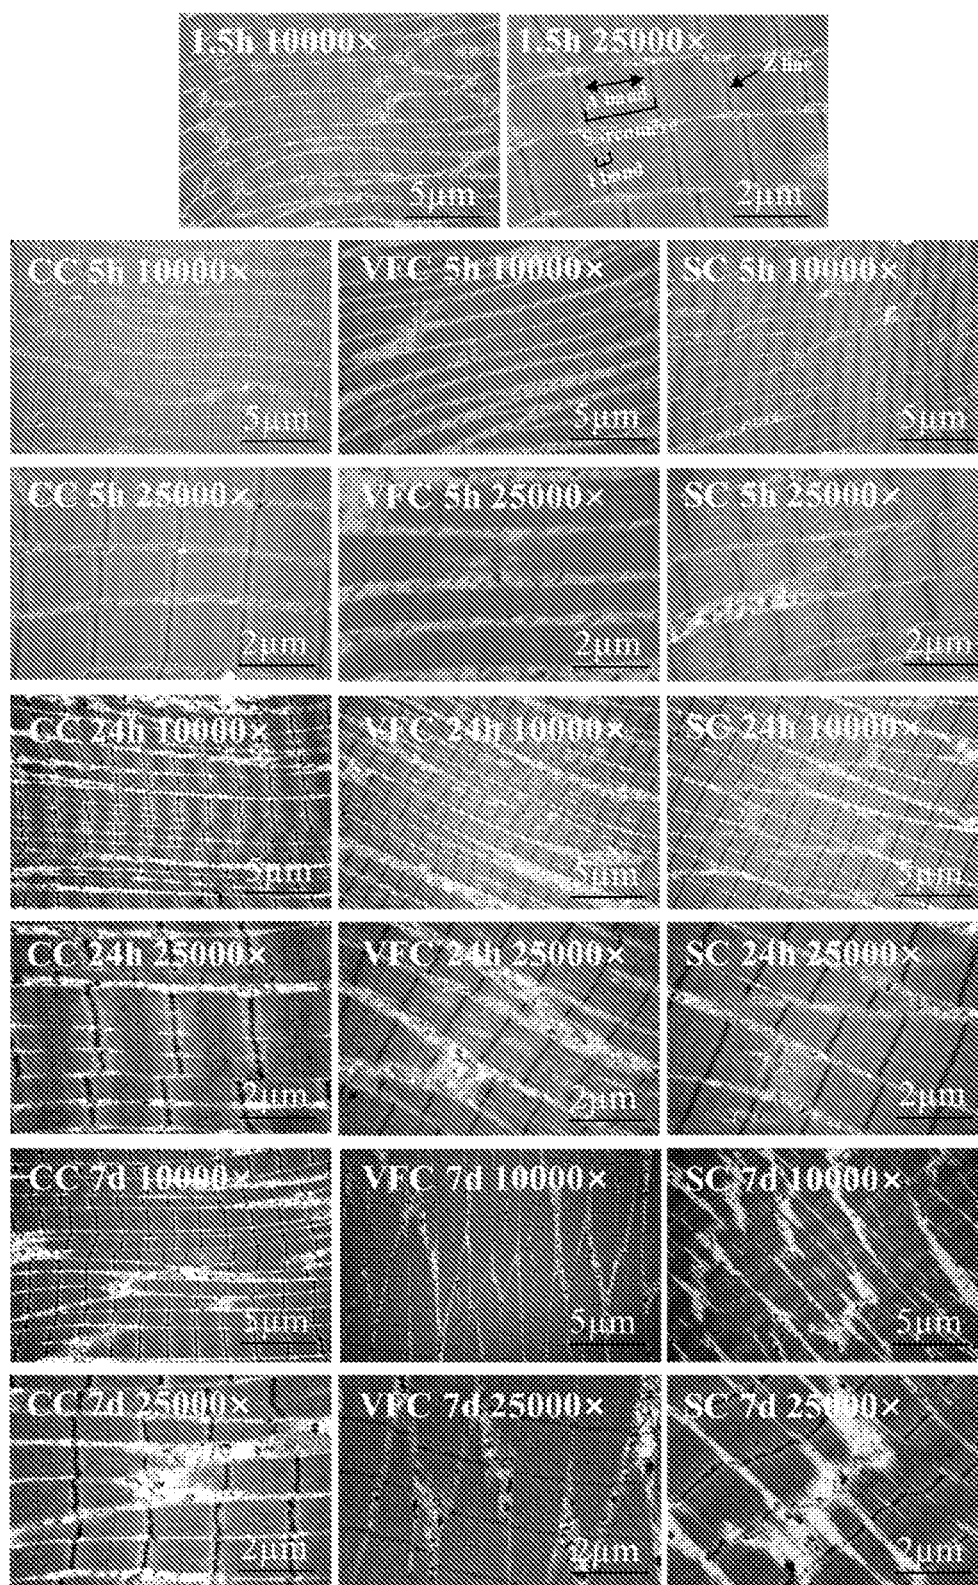 1.5h 10000×
5μm
1.5h 25000×
Z line
A band
Sarcomere
I band
2μm
CC 5h 10000×
5μm
VFC 5h 10000×
5μm
SC 5h 10000×
5μm
CC 5h 25000×
2μm
VFC 5h 25000×
2μm
SC 5h 25000×
2μm
CC 24h 10000×
5μm
VFC 24h 10000×
5μm
SC 24h 10000×
5μm
CC 24h 25000×
2μm
VFC 24h 25000×
2μm
SC 24h 25000×
2μm
CC 7d 10000×
5μm
VFC 7d 10000×
5μm
SC 7d 10000×
5μm
CC 7d 25000×
2μm
VFC 7d 25000×
2μm
SC 7d 25000×
2μm